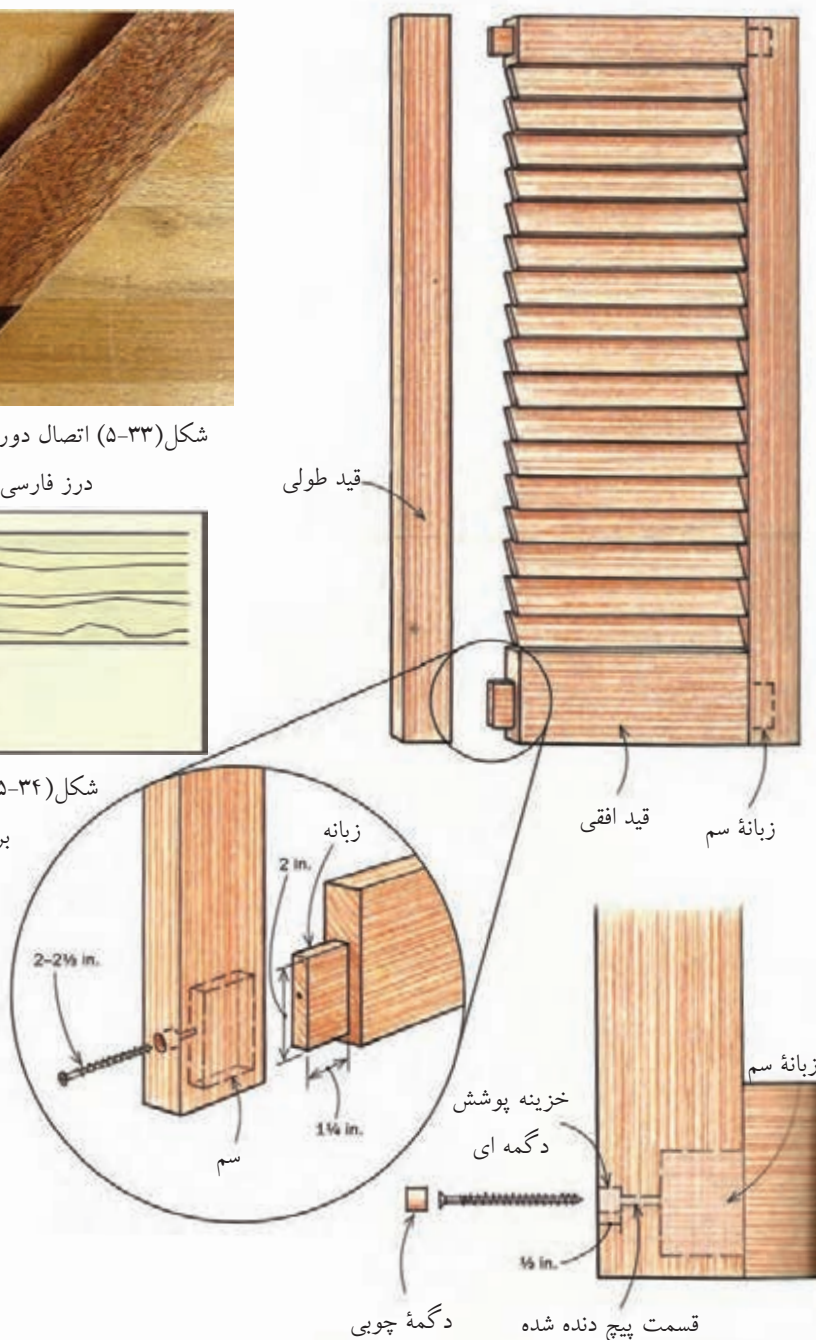 شکل(۳۳-۵) اتصال دور
درز فارسی
قید طولی
شکل(۳۴-۵
بر
قید افقی
زبانهٔ سم
زبانه
2 in.
2-2½ in.
1¼ in.
سم
زبانهٔ سم
خزینه پوشش
دگمه ای
½ in.
دگمهٔ چوبی
قسمت پیچ دنده شده